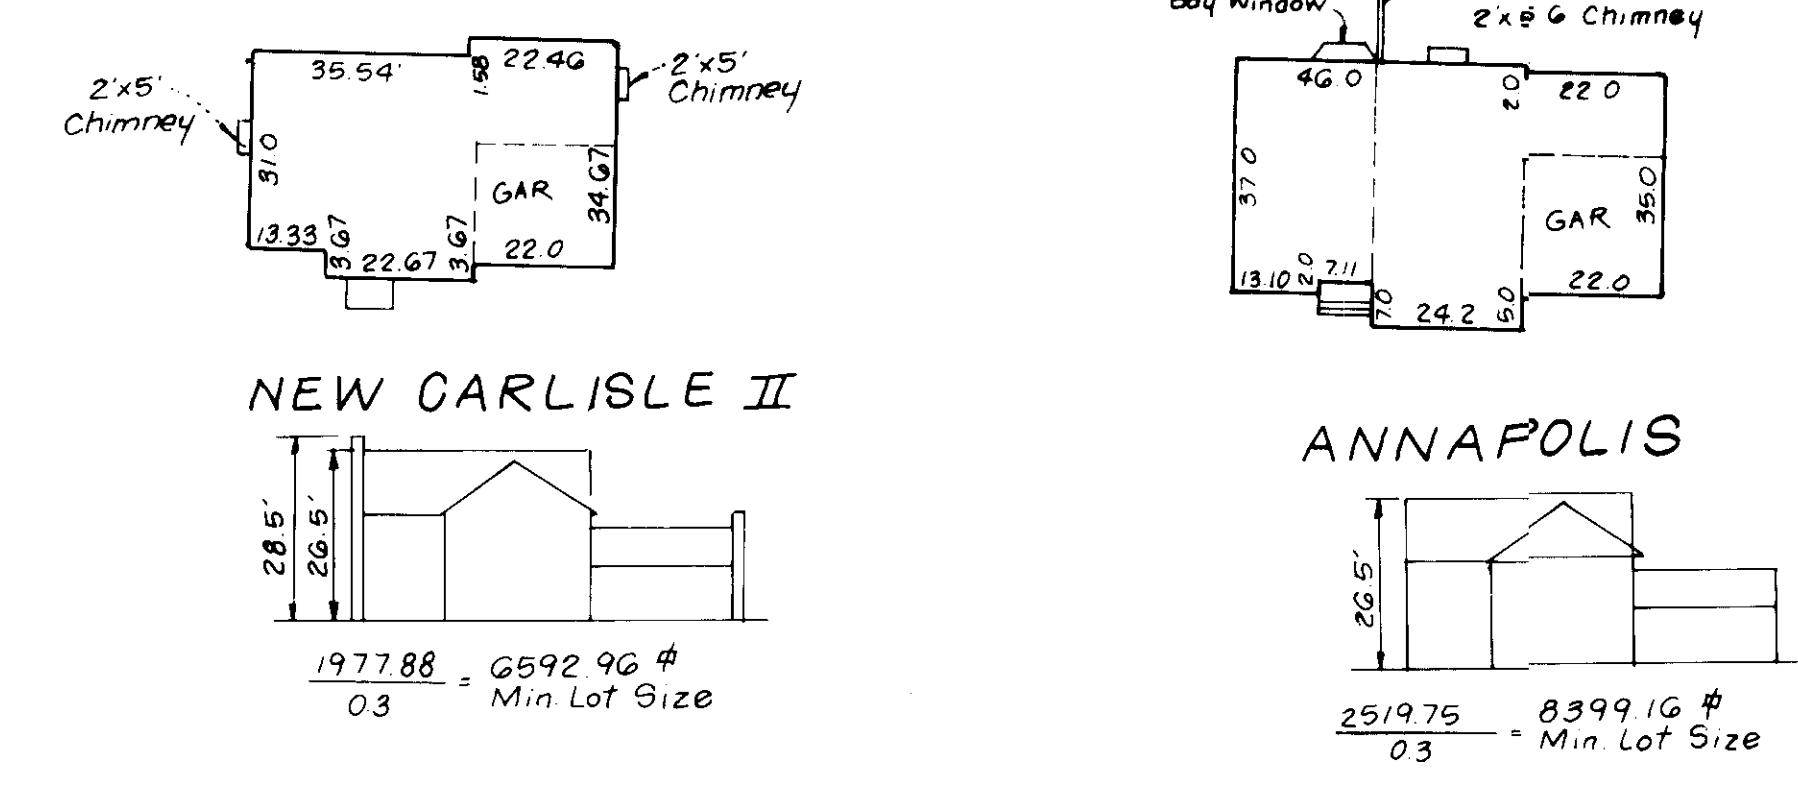 35.54'
1.58
22.46
2'x5'
Chimney
2'x5'
Chimney
31.0
GAR
34.67
13.33
3.67
22.67
3.67
22.0
NEW CARLISLE II
28.5'
26.5'
1977.88
0.3
= 6592.96 ⏍
Min. Lot Size
Bay Window
2'x 6 Chimney
46.0
2.0
22 0
37 0
GAR
35.0
13.10
2.0
7.11
7.0
24.2
5.0
22.0
ANNAPOLIS
26.5'
2519.75
0.3
= 8399.16 ⏍
Min. Lot Size